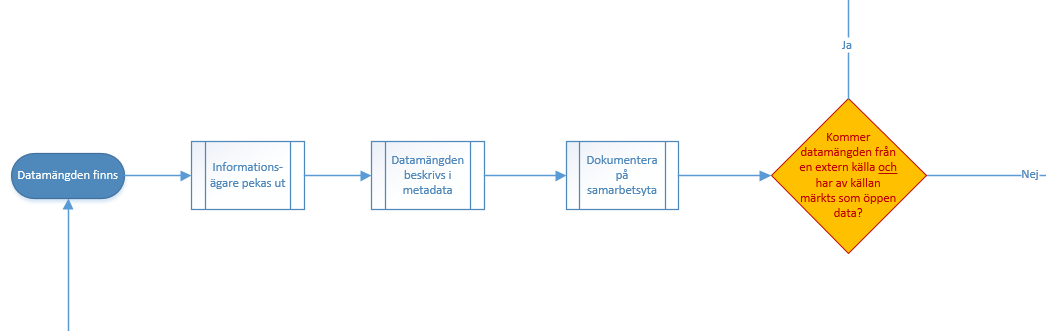 Ja
Datamängden finns
Informations-
ägare pekas ut
Datamängden
beskrivs i
metadata
Dokumentera
på
samarbetsyta
Kommer
datamängden från
en extern källa och
har av källan
märkts som öppen
data?
Nej